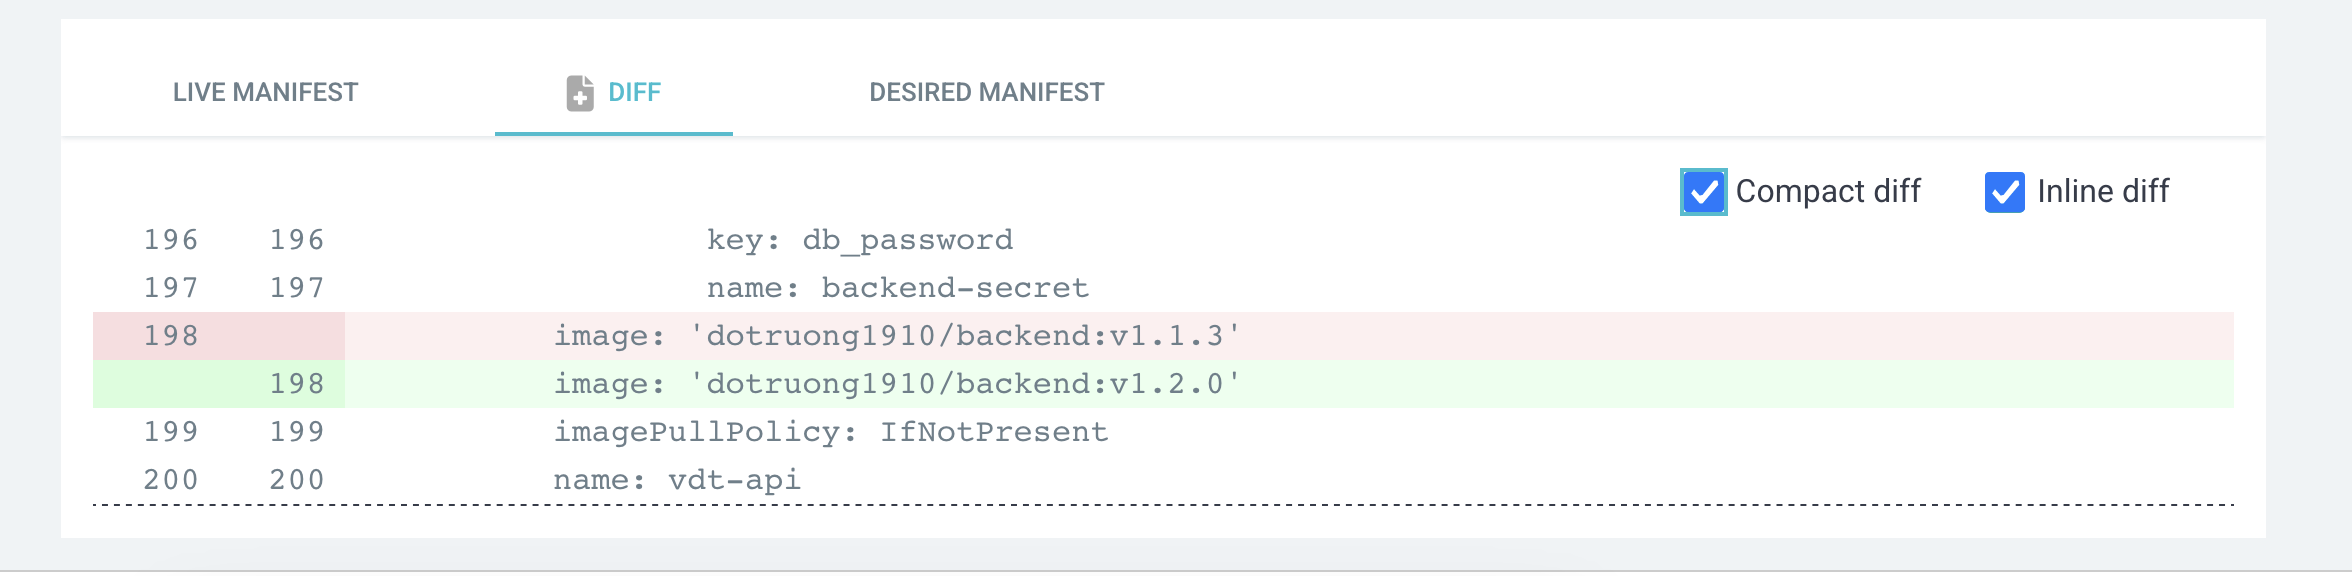 LIVE MANIFEST DIFF DESIRED MANIFEST
Compact diff Inline diff
196 196 key: db_password
197 197 name: backend-secret
198 image: 'dotruong1910/backend:v1.1.3'
198 image: 'dotruong1910/backend:v1.2.0'
199 199 imagePullPolicy: IfNotPresent
200 200 name: vdt-api